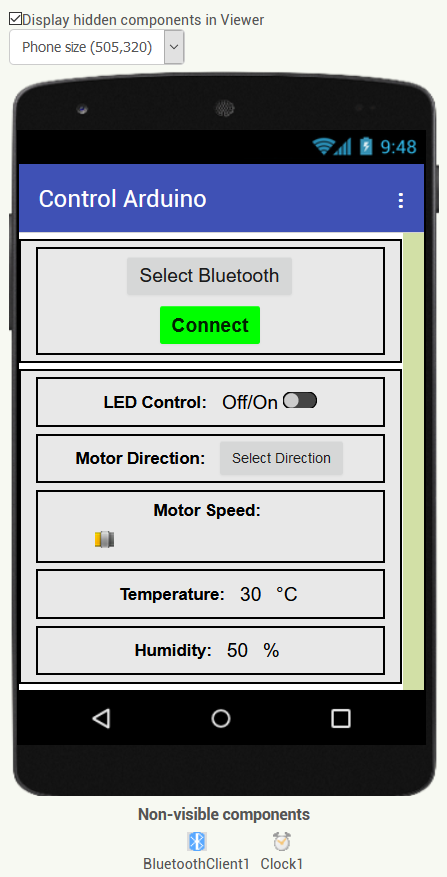 Display hidden components in Viewer
Phone size (505,320)
9:48
Control Arduino
Select Bluetooth
Connect
LED Control: Off/On
Motor Direction: Select Direction
Motor Speed:
Temperature: 30 °C
Humidity: 50 %
Non-visible components
BluetoothClient1 Clock1